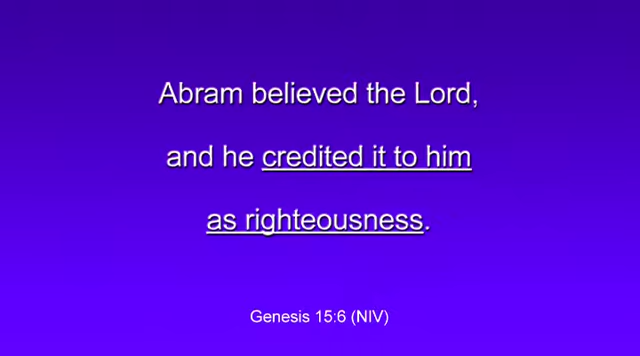 Abram believed the Lord,
and he credited it to him
as righteousness.
Genesis 15:6 (NIV)